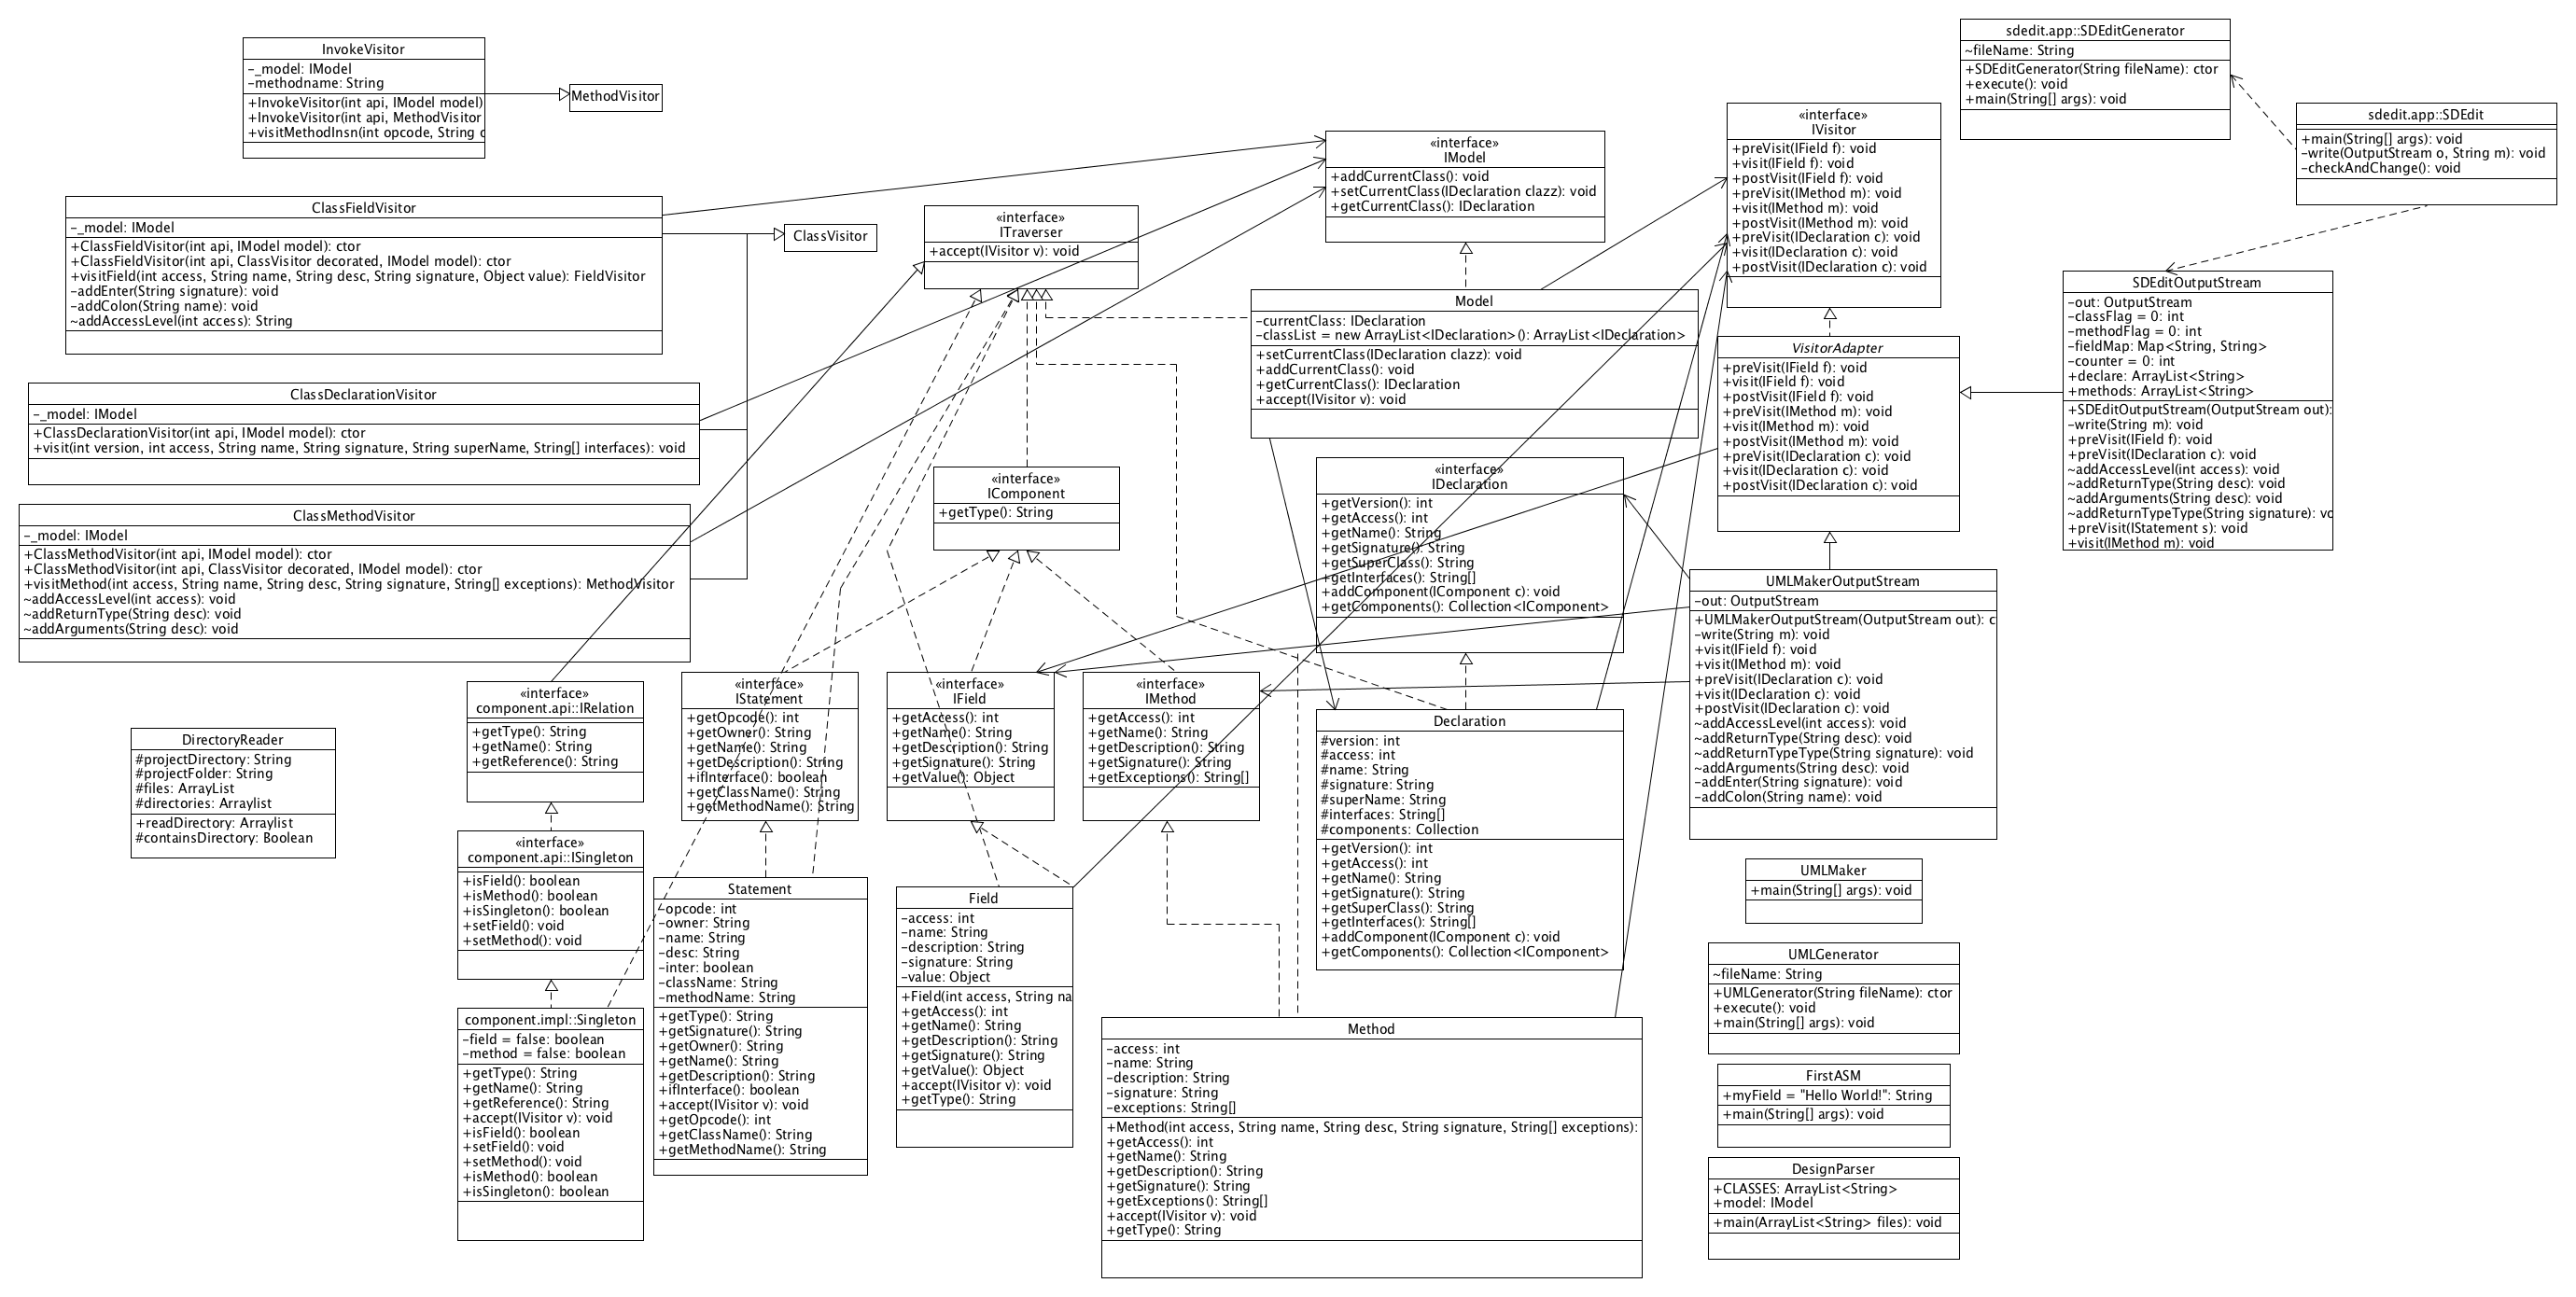 InvokeVisitor
-_model: IModel
-methodname: String
+InvokeVisitor(int api, IModel model)
+InvokeVisitor(int api, MethodVisitor
+visitMethodInsn(int opcode, String
MethodVisitor
ClassFieldVisitor
-_model: IModel
+ClassFieldVisitor(int api, IModel model): ctor
+ClassFieldVisitor(int api, ClassVisitor decorated, IModel model): ctor
+visitField(int access, String name, String desc, String signature, Object value): FieldVisitor
-addEnter(String signature): void
-addColon(String name): void
~addAccessLevel(int access): String
ClassVisitor
ClassDeclarationVisitor
-_model: IModel
+ClassDeclarationVisitor(int api, IModel model): ctor
+visit(int version, int access, String name, String signature, String superName, String[] interfaces): void
ClassMethodVisitor
-_model: IModel
+ClassMethodVisitor(int api, IModel model): ctor
+ClassMethodVisitor(int api, ClassVisitor decorated, IModel model): ctor
+visitMethod(int access, String name, String desc, String signature, String[] exceptions): MethodVisitor
~addAccessLevel(int access): void
~addReturnType(String desc): void
~addArguments(String desc): void
«interface»
ITraverser
+accept(IVisitor v): void
«interface»
IModel
+addCurrentClass(): void
+setCurrentClass(IDeclaration clazz): void
+getCurrentClass(): IDeclaration
«interface»
IVisitor
+preVisit(IField f): void
+visit(IField f): void
+postVisit(IField f): void
+preVisit(IMethod m): void
+visit(IMethod m): void
+postVisit(IMethod m): void
+preVisit(IDeclaration c): void
+visit(IDeclaration c): void
+postVisit(IDeclaration c): void
sdedit.app::SDEditGenerator
~fileName: String
+SDEditGenerator(String fileName): ctor
+execute(): void
+main(String[] args): void
sdedit.app::SDEdit
+main(String[] args): void
-write(OutputStream o, String m): void
-checkAndChange(): void
Model
-currentClass: IDeclaration
-classList = new ArrayList<IDeclaration>(): ArrayList<IDeclaration>
+setCurrentClass(IDeclaration clazz): void
+addCurrentClass(): void
+getCurrentClass(): IDeclaration
+accept(IVisitor v): void
VisitorAdapter
+preVisit(IField f): void
+visit(IField f): void
+postVisit(IField f): void
+preVisit(IMethod m): void
+visit(IMethod m): void
+postVisit(IMethod m): void
+preVisit(IDeclaration c): void
+visit(IDeclaration c): void
+postVisit(IDeclaration c): void
SDEditOutputStream
-out: OutputStream
-classFlag = 0: int
-methodFlag = 0: int
-fieldMap: Map<String, String>
-counter = 0: int
+declare: ArrayList<String>
+methods: ArrayList<String>
+SDEditOutputStream(OutputStream out):
-write(String m): void
+preVisit(IField f): void
+preVisit(IDeclaration c): void
~addAccessLevel(int access): void
~addReturnType(String desc): void
~addArguments(String desc): void
~addReturnTypeType(String signature): vo
+preVisit(IStatement s): void
+visit(IMethod m): void
«interface»
IComponent
+getType(): String
«interface»
IDeclaration
+getVersion(): int
+getAccess(): int
+getName(): String
+getSignature(): String
+getSuperClass(): String
+getInterfaces(): String[]
+addComponent(IComponent c): void
+getComponents(): Collection<IComponent>
UMLMakerOutputStream
-out: OutputStream
+UMLMakerOutputStream(OutputStream out): c
-write(String m): void
+visit(IField f): void
+visit(IMethod m): void
+preVisit(IDeclaration c): void
+visit(IDeclaration c): void
+postVisit(IDeclaration c): void
~addAccessLevel(int access): void
~addReturnType(String desc): void
~addReturnTypeType(String signature): void
~addArguments(String desc): void
-addEnter(String signature): void
-addColon(String name): void
DirectoryReader
#projectDirectory: String
#projectFolder: String
#files: ArrayList
#directories: Arraylist
+readDirectory: Arraylist
#containsDirectory: Boolean
«interface»
component.api::IRelation
+getType(): String
+getName(): String
+getReference(): String
«interface»
IStatement
+getOpcode(): int
+getOwner(): String
+getName(): String
+getDescription(): String
+ifInterface(): boolean
+getClassName(): String
+getMethodName(): String
«interface»
IField
+getAccess(): int
+getName(): String
+getDescription(): String
+getSignature(): String
+getValue(): Object
«interface»
IMethod
+getAccess(): int
+getName(): String
+getDescription(): String
+getSignature(): String
+getExceptions(): String[]
Declaration
#version: int
#access: int
#name: String
#signature: String
#superName: String
#interfaces: String[]
#components: Collection
+getVersion(): int
+getAccess(): int
+getName(): String
+getSignature(): String
+getSuperClass(): String
+getInterfaces(): String[]
+addComponent(IComponent c): void
+getComponents(): Collection<IComponent>
«interface»
component.api::ISingleton
+isField(): boolean
+isMethod(): boolean
+isSingleton(): boolean
+setField(): void
+setMethod(): void
component.impl::Singleton
-field = false: boolean
-method = false: boolean
+getType(): String
+getName(): String
+getReference(): String
+accept(IVisitor v): void
+isField(): boolean
+setField(): void
+setMethod(): void
+isMethod(): boolean
+isSingleton(): boolean
Statement
-opcode: int
-owner: String
-name: String
-desc: String
-inter: boolean
-className: String
-methodName: String
+getType(): String
+getSignature(): String
+getOwner(): String
+getName(): String
+getDescription(): String
+ifInterface(): boolean
+accept(IVisitor v): void
+getOpcode(): int
+getClassName(): String
+getMethodName(): String
Field
-access: int
-name: String
-description: String
-signature: String
-value: Object
+Field(int access, String na
+getAccess(): int
+getName(): String
+getDescription(): String
+getSignature(): String
+getValue(): Object
+accept(IVisitor v): void
+getType(): String
Method
-access: int
-name: String
-description: String
-signature: String
-exceptions: String[]
+Method(int access, String name, String desc, String signature, String[] exceptions):
+getAccess(): int
+getName(): String
+getDescription(): String
+getSignature(): String
+getExceptions(): String[]
+accept(IVisitor v): void
+getType(): String
UMLMaker
+main(String[] args): void
UMLGenerator
~fileName: String
+UMLGenerator(String fileName): ctor
+execute(): void
+main(String[] args): void
FirstASM
+myField = "Hello World!": String
+main(String[] args): void
DesignParser
+CLASSES: ArrayList<String>
+model: IModel
+main(ArrayList<String> files): void